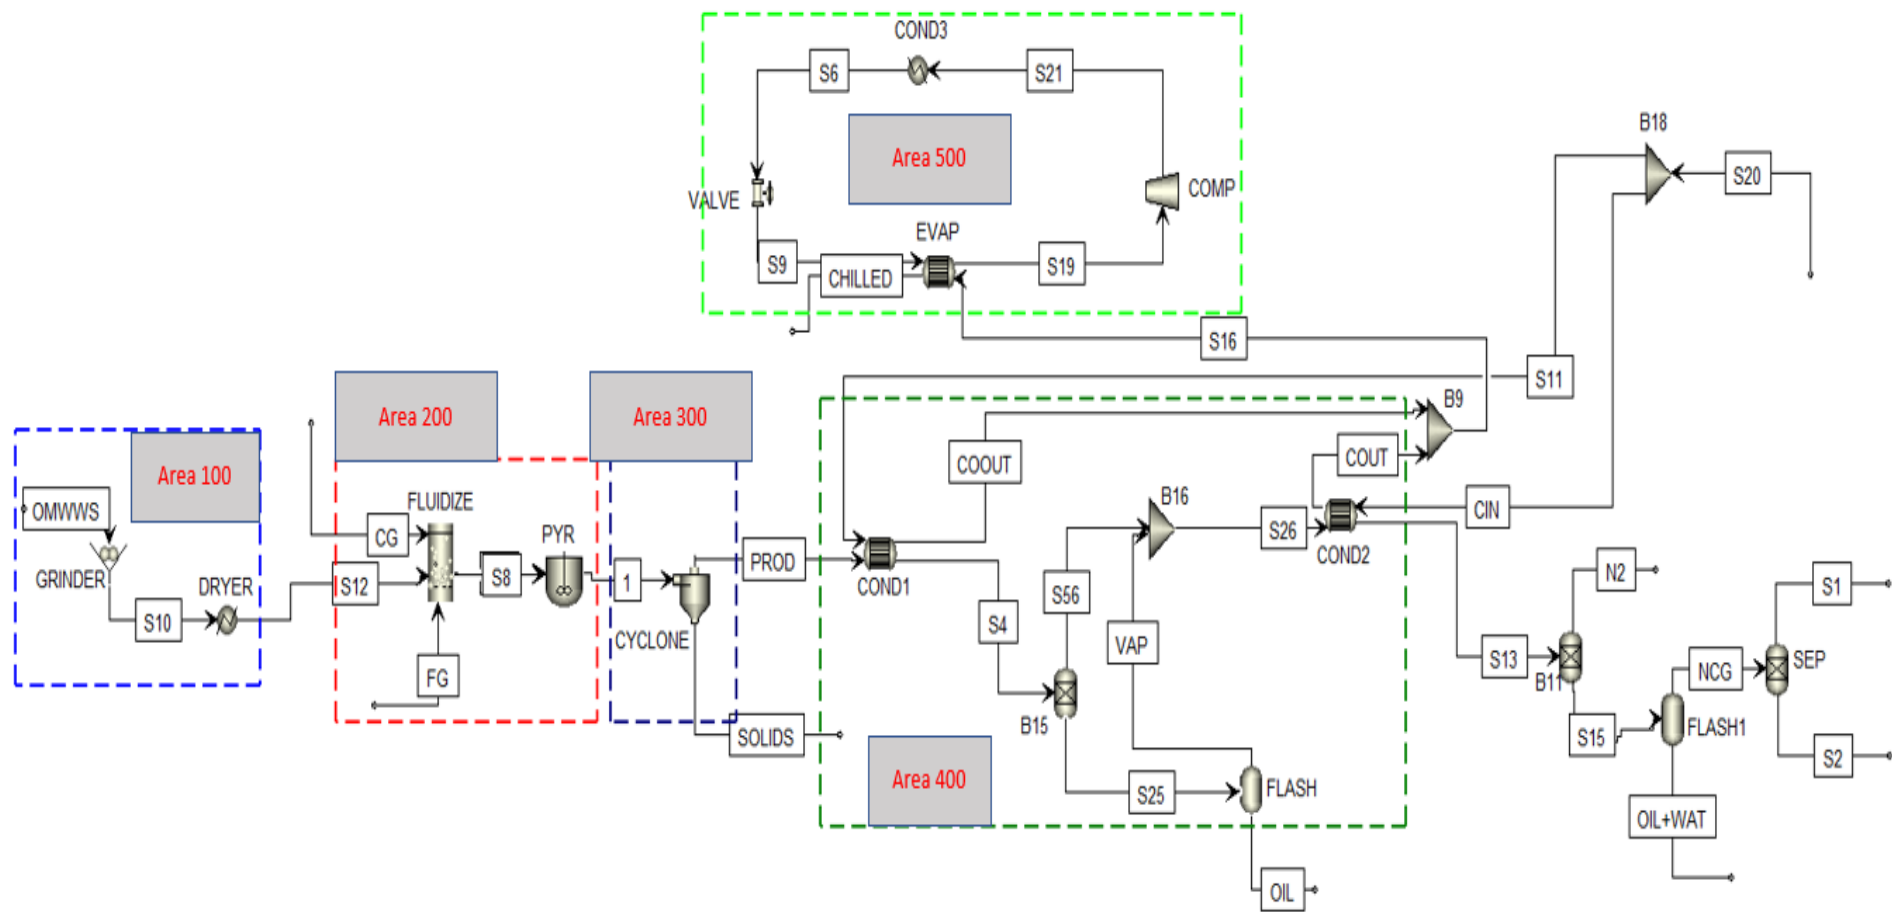 COND3
S6
S21
B18
Area 500
S20
VALVE
COMP
EVAP
S9
CHILLED
S19
S16
S11
Area 200
Area 300
B9
Area 100
COOUT
COUT
OMWWS
FLUIDIZE
B16
CIN
CG
PYR
S26
GRINDER
DRYER
S12
S8
1
PROD
COND1
COND2
N2
S1
S10
CYCLONE
S4
S56
VAP
S13
B11
NCG
SEP
FG
SOLIDS
B15
S15
FLASH1
S2
Area 400
S25
FLASH
OIL+WAT
OIL